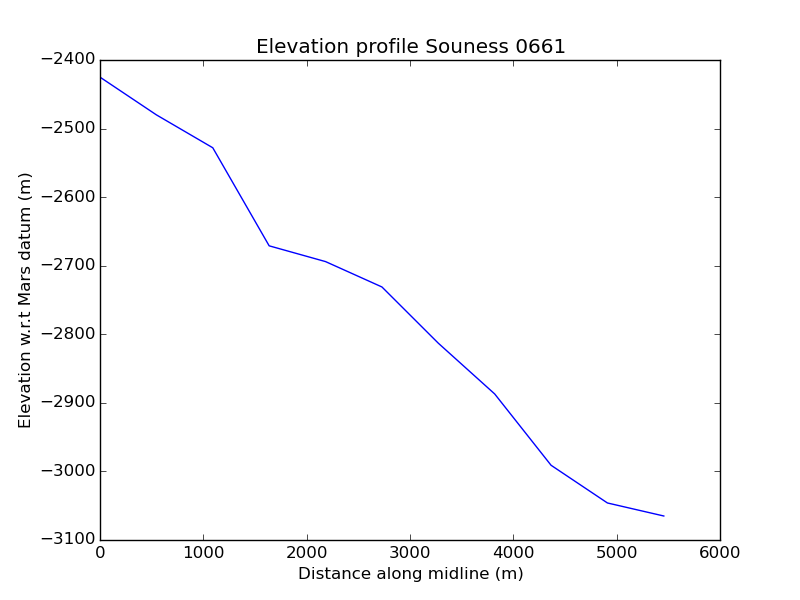 Elevation profile Souness 0661
−2400
−2500
−2600
−2700
−2800
−2900
−3000
−3100
Elevation w.r.t Mars datum (m)
0 1000 2000 3000 4000 5000 6000
Distance along midline (m)